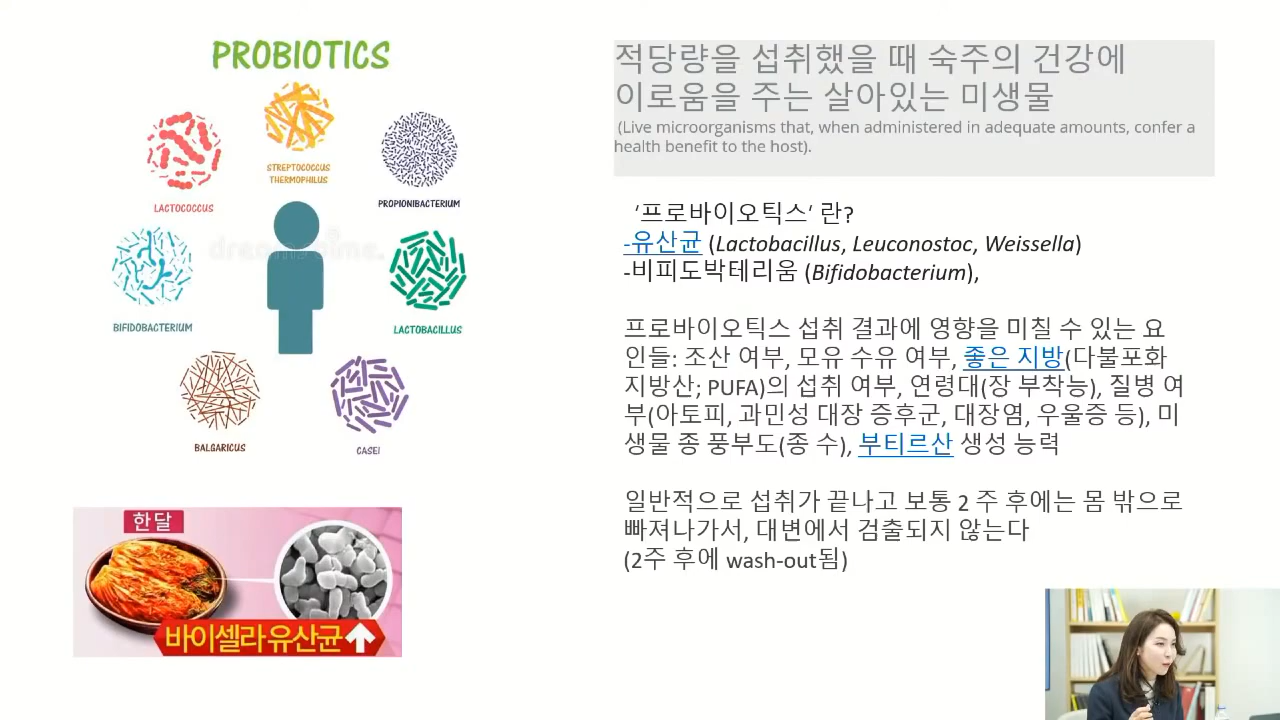 PROBIOTICS
STREPTOCOCCUS
THERMOPHILUS
LACTOCOCCUS
PROPIONIBACTERIUM
dreamstime.
BIFIDOBACTERIUM
LACTOBACILLUS
BALGARICUS
CASEI
한달
바이셀라 유산균
적당량을 섭취했을 때 숙주의 건강에
이로움을 주는 살아있는 미생물
(Live microorganisms that, when administered in adequate amounts, confer a
health benefit to the host).
‘프로바이오틱스’ 란?
-유산균 (Lactobacillus, Leuconostoc, Weissella)
-비피도박테리움 (Bifidobacterium),
프로바이오틱스 섭취 결과에 영향을 미칠 수 있는 요
인들: 조산 여부, 모유 수유 여부, 좋은 지방(다불포화
지방산; PUFA)의 섭취 여부, 연령대(장 부착능), 질병 여
부(아토피, 과민성 대장 증후군, 대장염, 우울증 등), 미
생물 종 풍부도(종 수), 부티르산 생성 능력
일반적으로 섭취가 끝나고 보통 2 주 후에는 몸 밖으로
빠져나가서, 대변에서 검출되지 않는다
(2주 후에 wash-out됨)